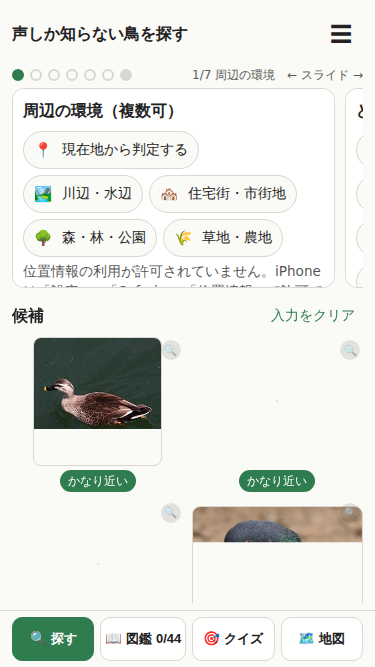 声しか知らない鳥を探す
1/7 周辺の環境 ← スライド →
周辺の環境（複数可）
現在地から判定する
川辺・水辺 住宅街・市街地
森・林・公園 草地・農地
位置情報の利用が許可されていません。iPhone
候補 入力をクリア
かなり近い かなり近い
探す 図鑑 0/44 クイズ 地図